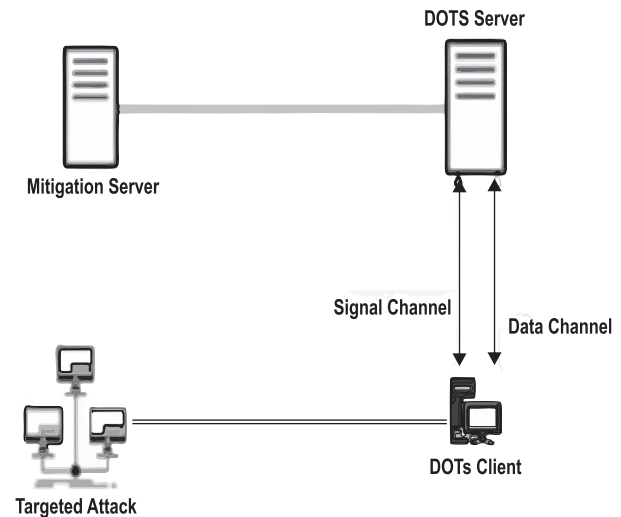 DOTS Server
Mitigation Server
Signal Channel
Data Channel
DOTs Client
Targeted Attack